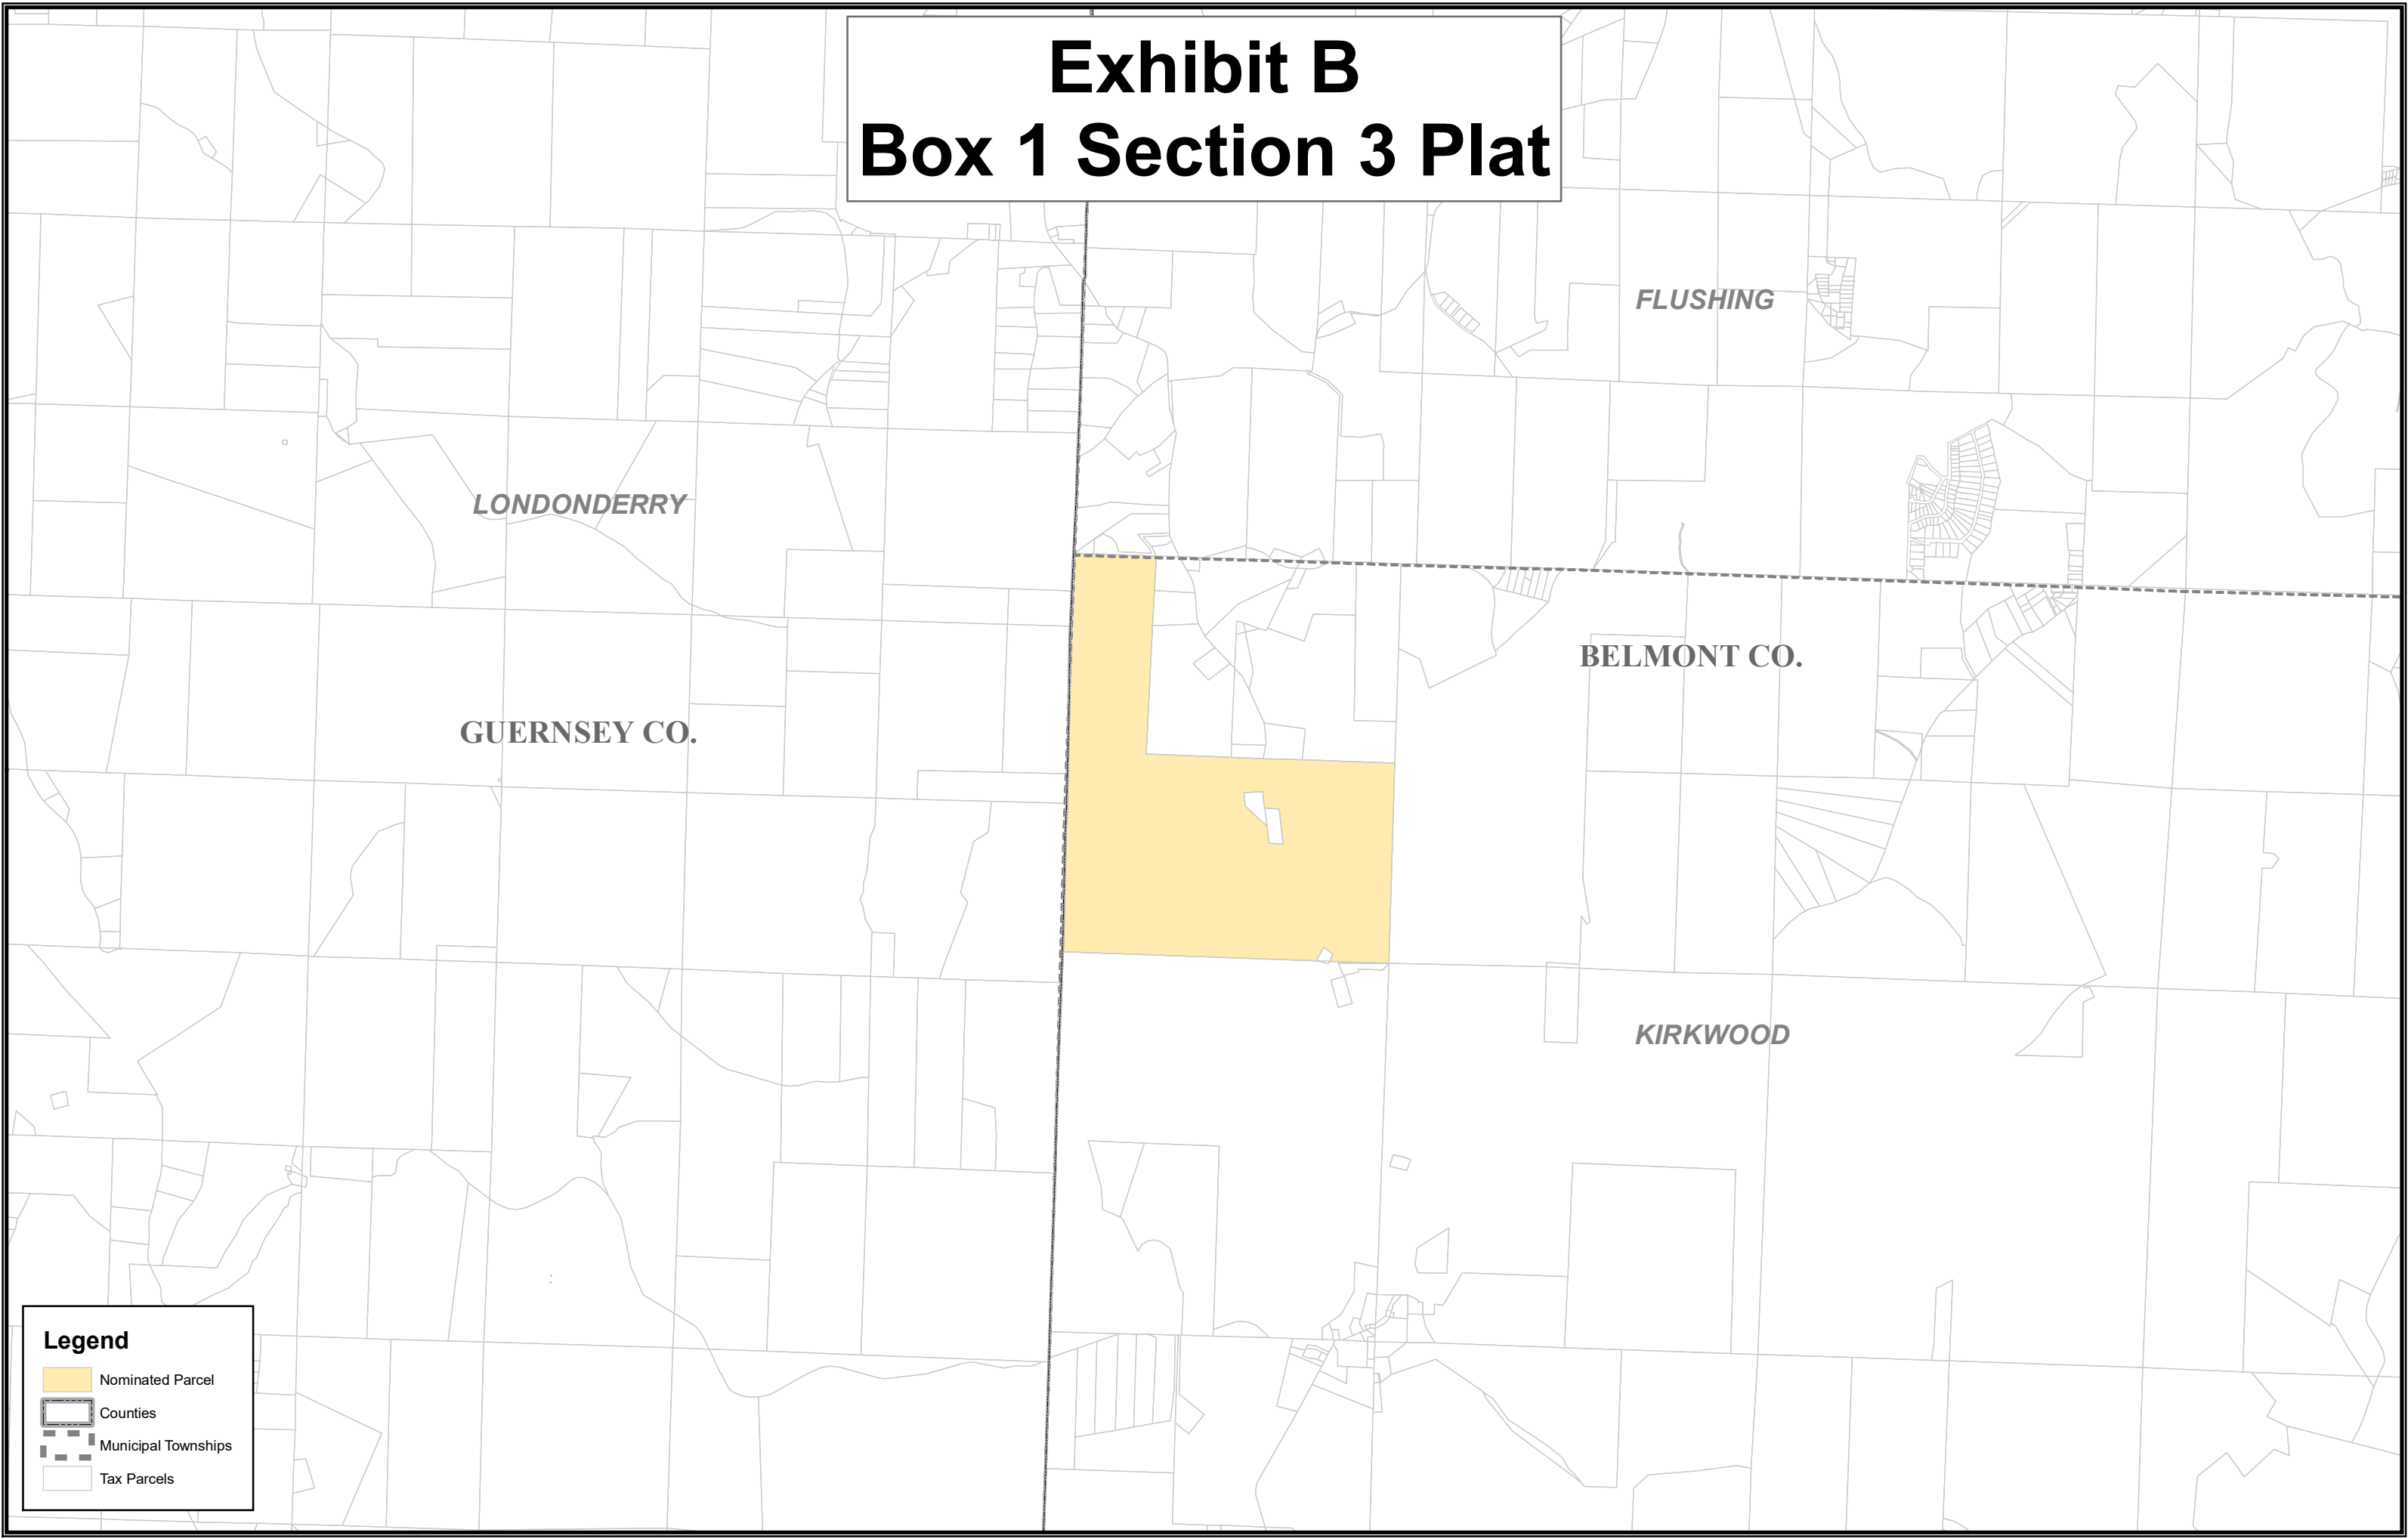 Exhibit B
Box 1 Section 3 Plat
FLUSHING
LONDONDERRY
BELMONT CO.
GUERNSEY CO.
KIRKWOOD
Legend
Nominated Parcel
Counties
Municipal Townships
Tax Parcels